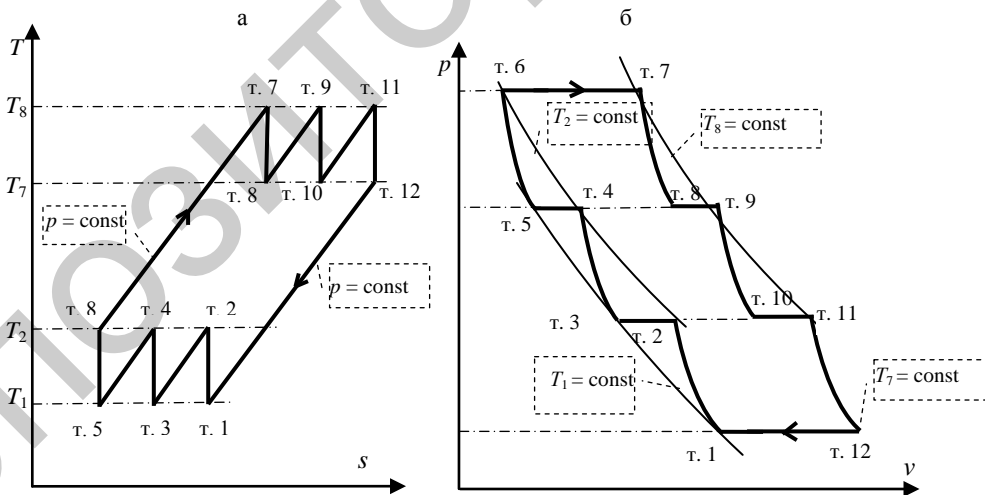 а
б
T
т. 7
т. 9
т. 11
T8
T7
т. 8
т. 10
т. 12
p = const
p = const
т. 8
т. 4
т. 2
T2
T1
т. 5
т. 3
т. 1
s
p
т. 6
т. 7
T2 = const
T8 = const
т. 4
т. 8
т. 9
т. 5
т. 10
т. 11
т. 3
т. 2
T1 = const
T7 = const
т. 1
т. 12
v
ПОЗИТО